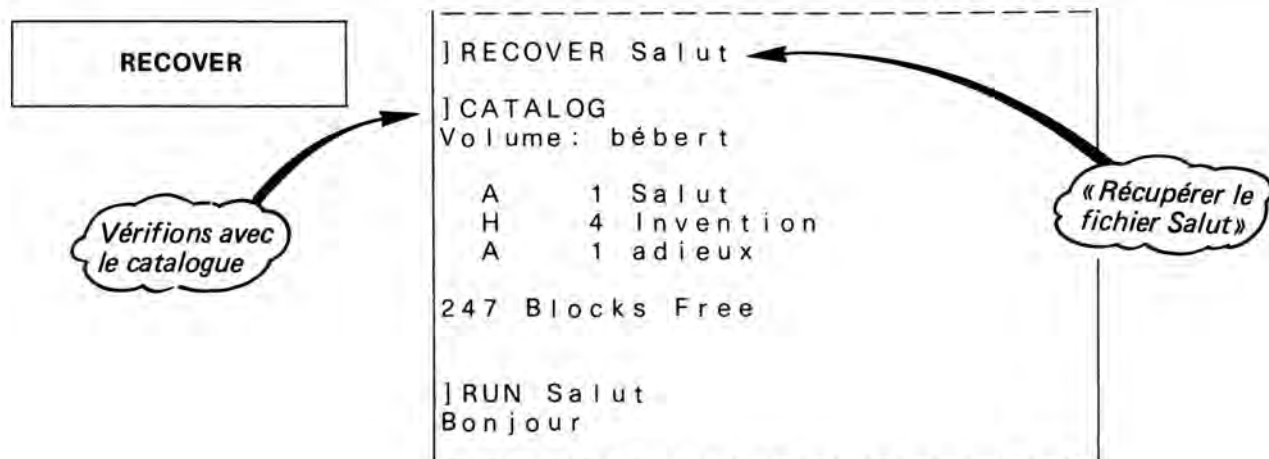 RECOVER
]RECOVER Salut
]CATALOG
Volume: bébert
A 1 Salut
H 4 Invention
A 1 adieux
247 Blocks Free
]RUN Salut
Bonjour
Vérifions avec
le catalogue
«Récupérer le
fichier Salut»